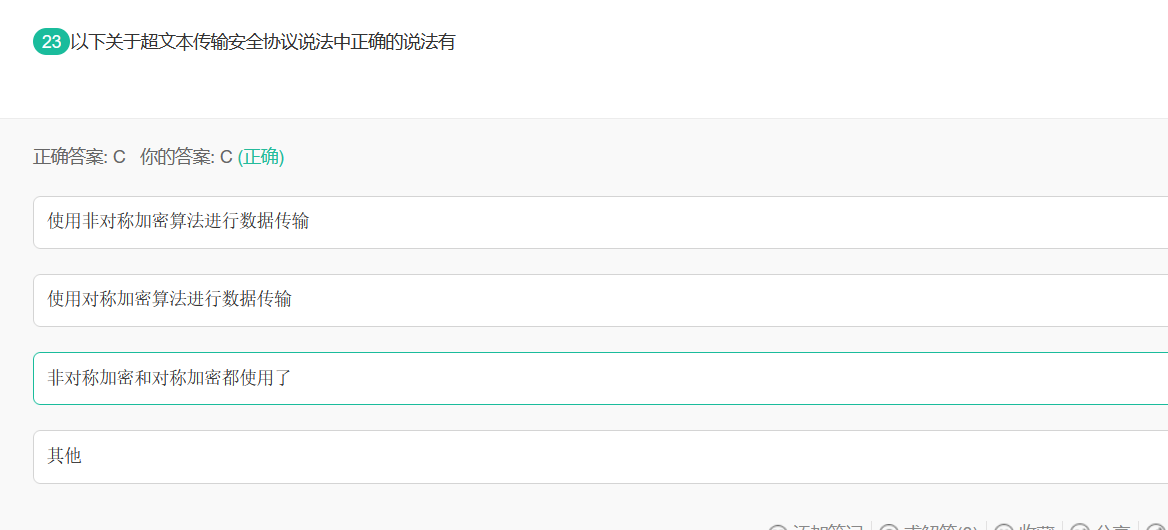 23 以下关于超文本传输安全协议说法中正确的说法有
正确答案: C 你的答案: C (正确)
使用非对称加密算法进行数据传输
使用对称加密算法进行数据传输
非对称加密和对称加密都使用了
其他